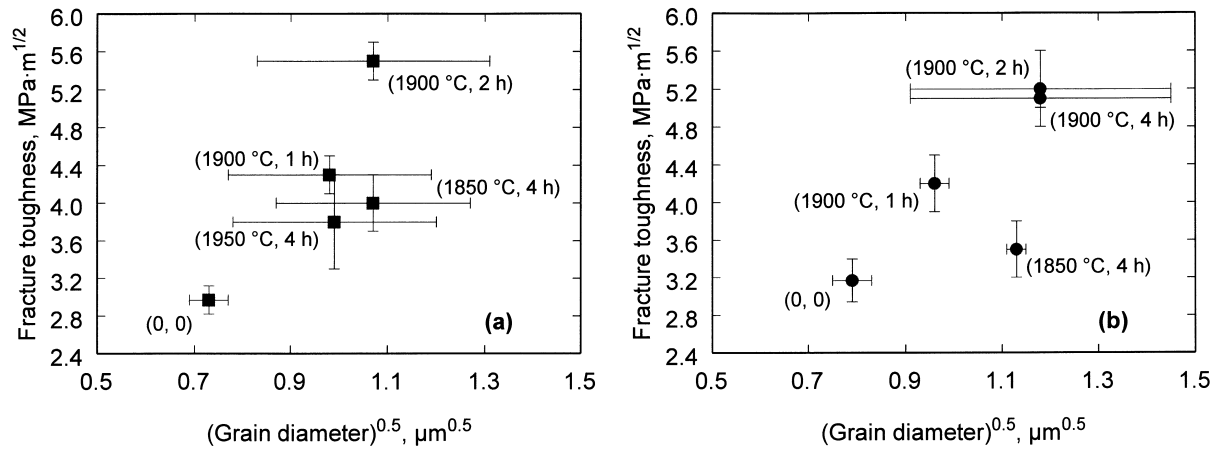 Fracture toughness, MPa·m1/2
6.0
5.6
5.2
4.8
4.4
4.0
3.6
3.2
2.8
2.4
(1900 °C, 2 h)
(1900 °C, 1 h)
(1850 °C, 4 h)
(1950 °C, 4 h)
(0, 0)
(a)
0.5 0.7 0.9 1.1 1.3 1.5
(Grain diameter)0.5, µm0.5
Fracture toughness, MPa·m1/2
6.0
5.6
5.2
4.8
4.4
4.0
3.6
3.2
2.8
2.4
(1900 °C, 2 h)
(1900 °C, 4 h)
(1900 °C, 1 h)
(1850 °C, 4 h)
(0, 0)
(b)
0.5 0.7 0.9 1.1 1.3 1.5
(Grain diameter)0.5, µm0.5